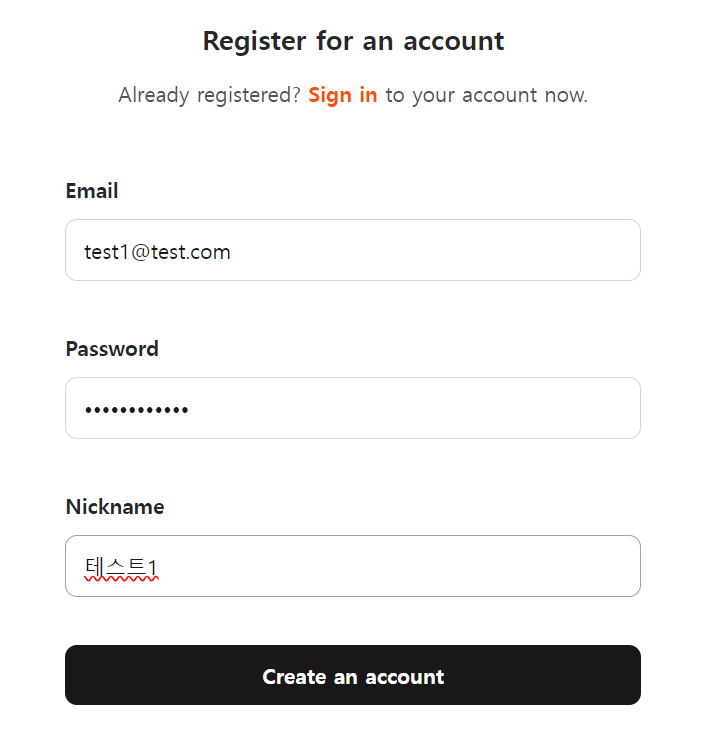 Register for an account
Already registered? Sign in to your account now.
Email
test1@test.com
Password
••••••••••••
Nickname
테스트1
Create an account